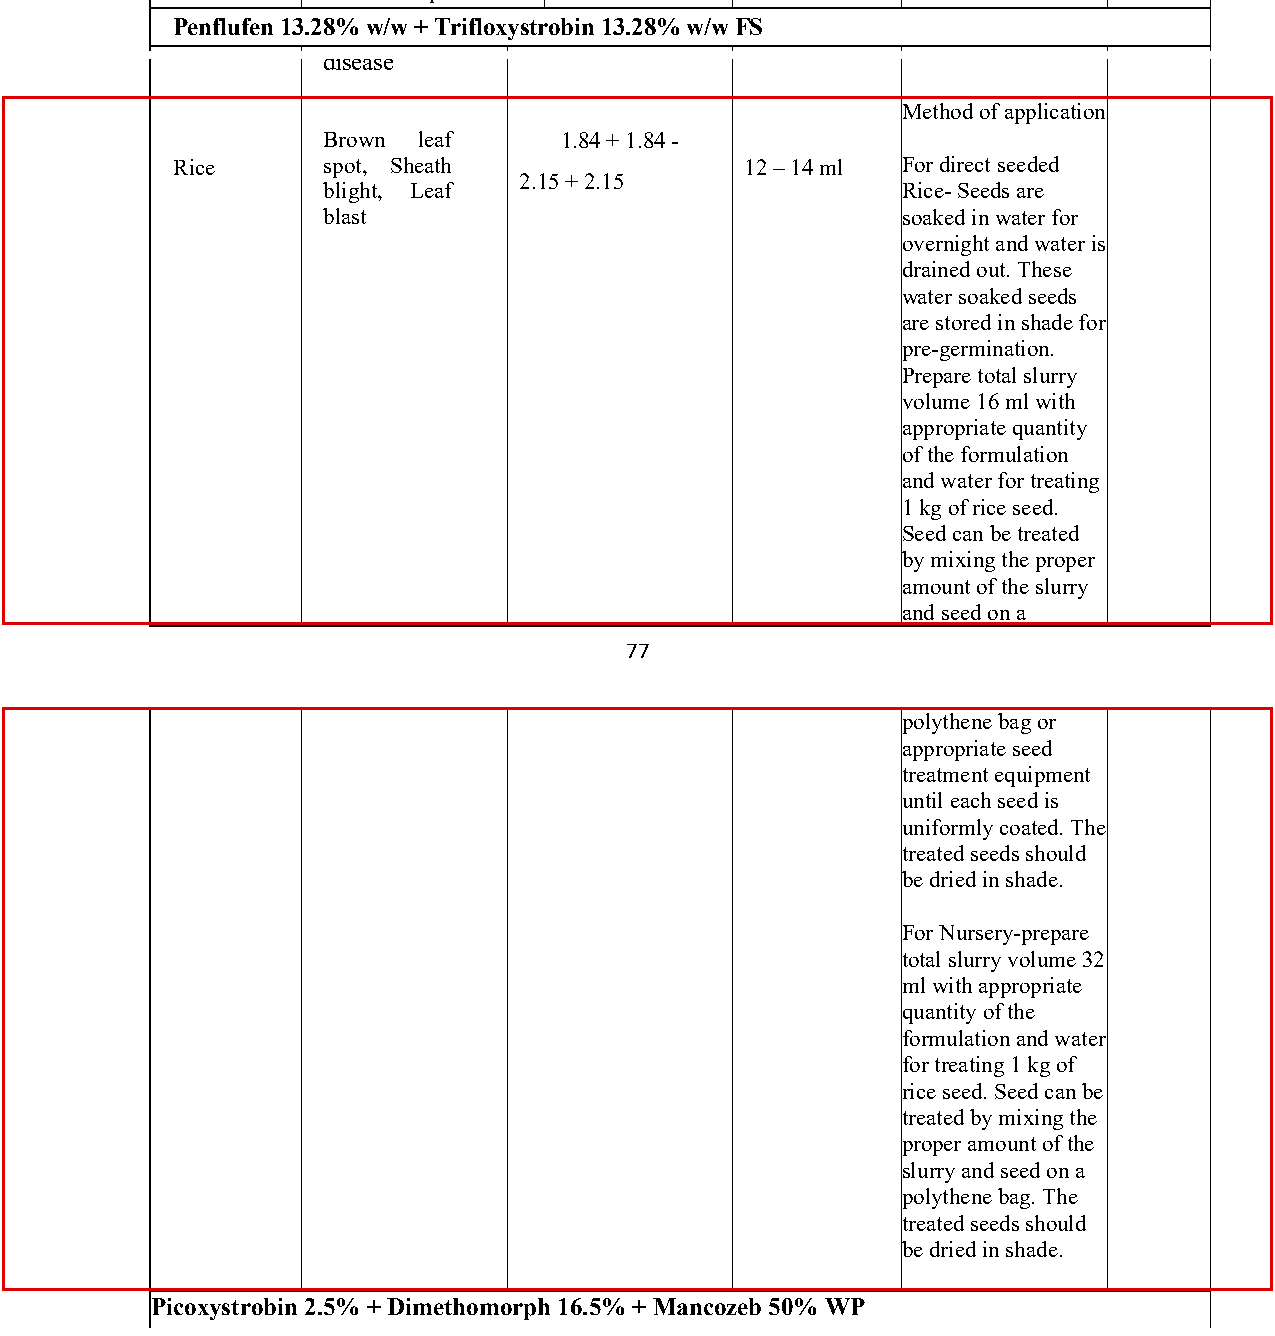 Penflufen 13.28% w/w + Trifloxystrobin 13.28% w/w FS
disease
Rice
Brown leaf
spot, Sheath
blight, Leaf
blast
1.84 + 1.84 -
2.15 + 2.15
12 – 14 ml
Method of application
For direct seeded
Rice- Seeds are
soaked in water for
overnight and water is
drained out. These
water soaked seeds
are stored in shade for
pre-germination.
Prepare total slurry
volume 16 ml with
appropriate quantity
of the formulation
and water for treating
1 kg of rice seed.
Seed can be treated
by mixing the proper
amount of the slurry
and seed on a
77
polythene bag or
appropriate seed
treatment equipment
until each seed is
uniformly coated. The
treated seeds should
be dried in shade.
For Nursery-prepare
total slurry volume 32
ml with appropriate
quantity of the
formulation and water
for treating 1 kg of
rice seed. Seed can be
treated by mixing the
proper amount of the
slurry and seed on a
polythene bag. The
treated seeds should
be dried in shade.
Picoxystrobin 2.5% + Dimethomorph 16.5% + Mancozeb 50% WP